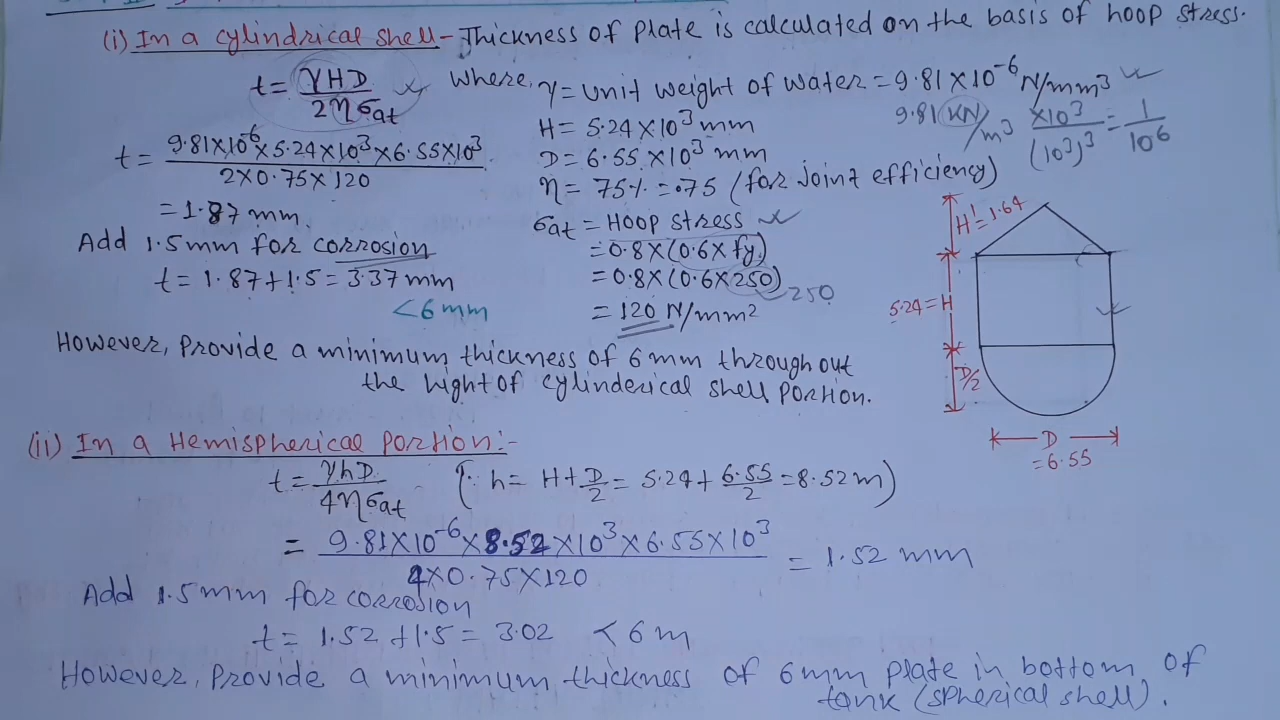 (i) In a cylindrical shell - Thickness of plate is calculated on the basis of hoop stress.
t = γHD / 2ησat
where, γ = unit weight of water = 9.81 × 10^-6 N/mm³
9.81 KN/m³ ×10³/(10³)³ = 1/10⁶
H = 5.24 × 10³ mm
t = 9.81×10^-6 × 5.24×10³ × 6.55×10³ / 2×0.75×120
D = 6.55 × 10³ mm
η = 75% = .75 (for joint efficiency)
= 1.87 mm
σat = Hoop stress
Add 1.5mm for corrosion
= 0.8×(0.6×fy)
t = 1.87+1.5 = 3.37 mm
= 0.8×(0.6×250)
250
<6mm
= 120 N/mm²
However, Provide a minimum thickness of 6mm throughout
the hight of cylinderical shell portion.
H' = 1.64
5.24 = H
D/2
D
= 6.55
(ii) In a Hemispherical portion:-
t = γhD / 4ησat (∵ h = H + D/2 = 5.24 + 6.55/2 = 8.52 m)
= 9.81×10^-6 × 8.52 × 10³ × 6.55×10³ / 4×0.75×120 = 1.52 mm
Add 1.5mm for corrosion
t = 1.52 + 1.5 = 3.02 < 6 m
However, Provide a minimum thickness of 6mm plate in bottom of
tank (spherical shell).